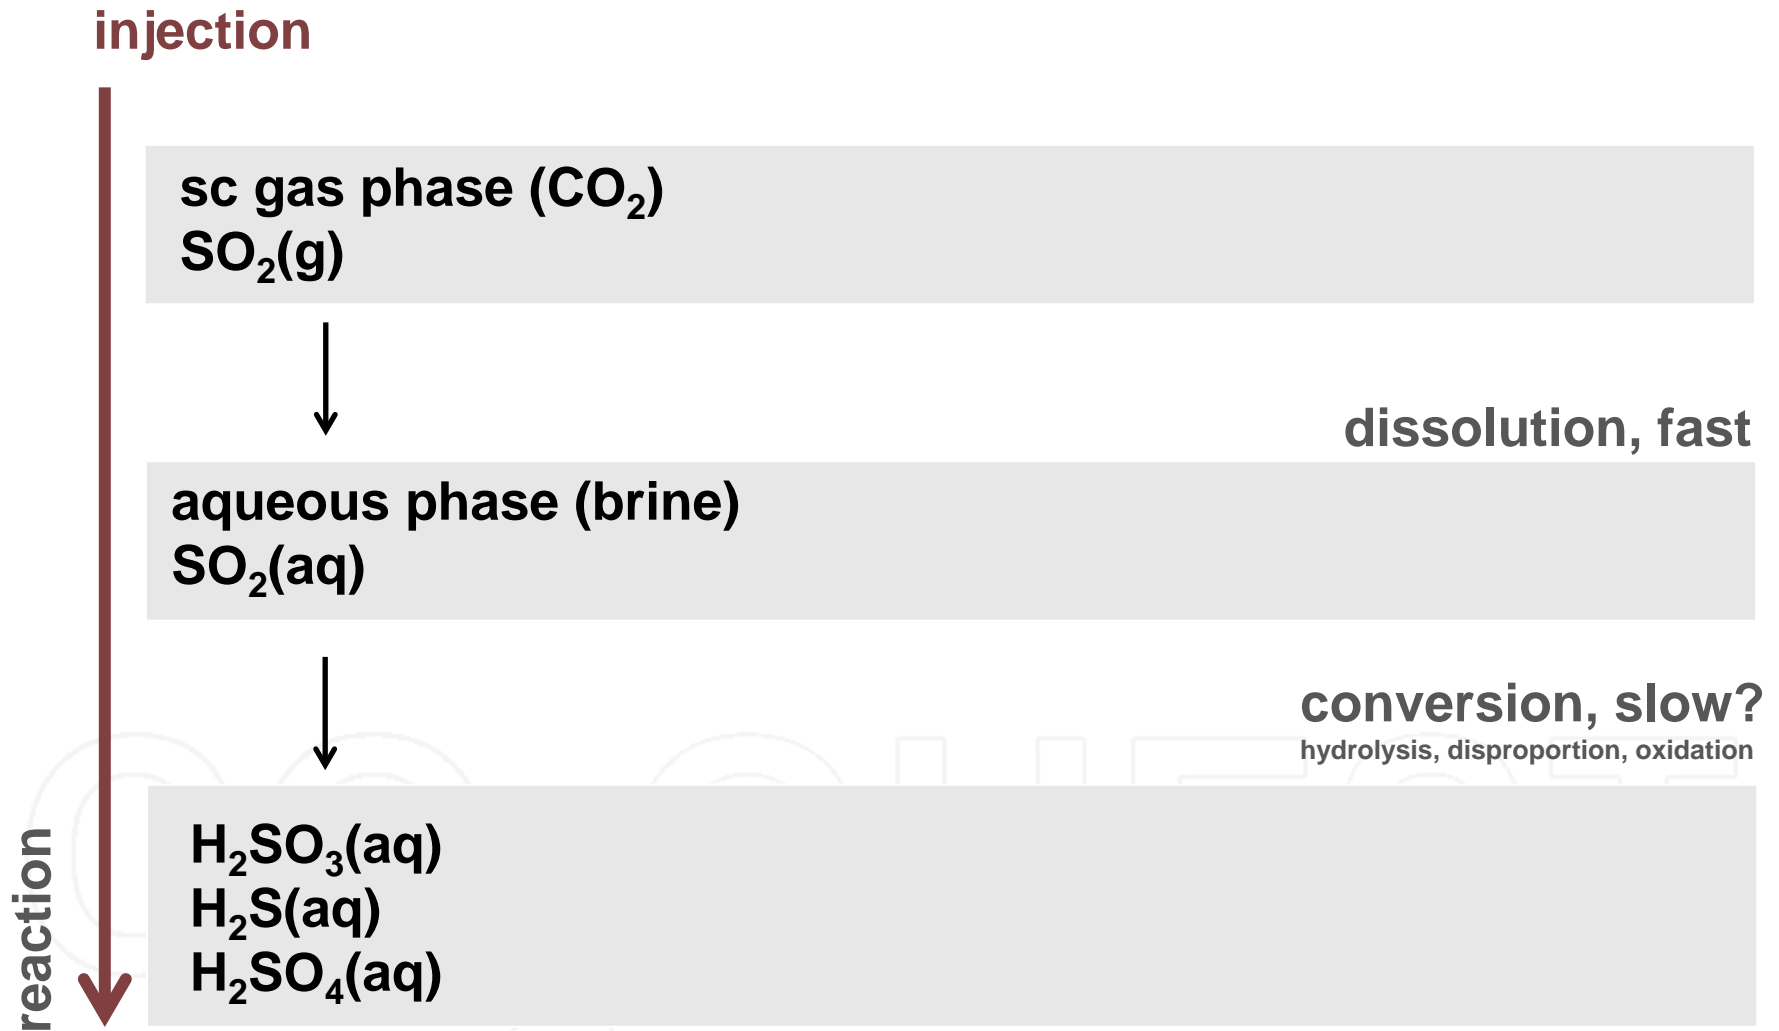 injection
sc gas phase (CO₂)
SO₂(g)
dissolution, fast
aqueous phase (brine)
SO₂(aq)
conversion, slow?
hydrolysis, disproportion, oxidation
H₂SO₃(aq)
H₂S(aq)
H₂SO₄(aq)
reaction